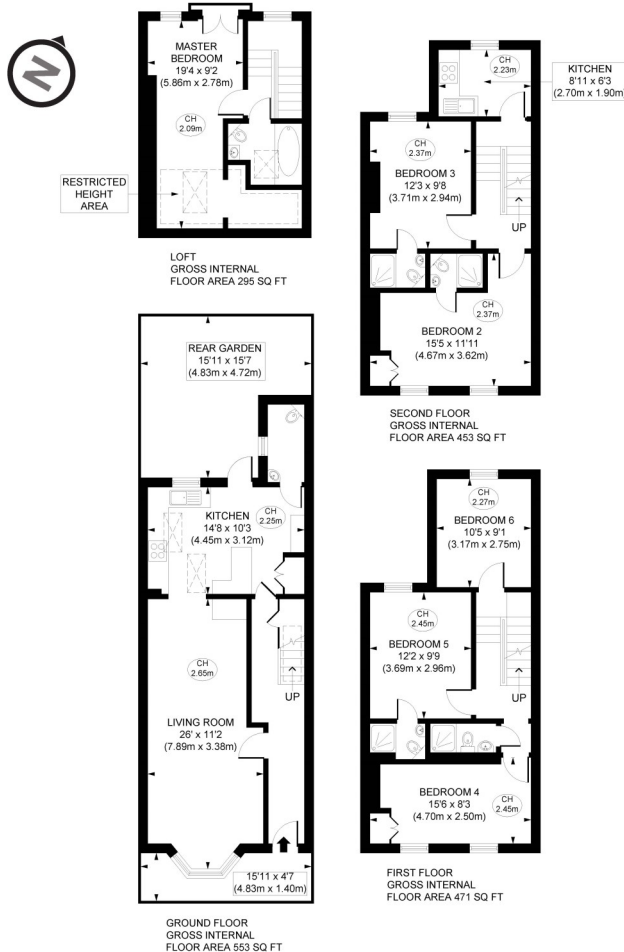 N
MASTER
BEDROOM
19'4 x 9'2
(5.86m x 2.78m)
CH
2.09m
RESTRICTED
HEIGHT
AREA
LOFT
GROSS INTERNAL
FLOOR AREA 295 SQ FT
CH
2.23m
KITCHEN
8'11 x 6'3
(2.70m x 1.90m)
CH
2.37m
BEDROOM 3
12'3 x 9'8
(3.71m x 2.94m)
UP
CH
2.37m
BEDROOM 2
15'5 x 11'11
(4.67m x 3.62m)
SECOND FLOOR
GROSS INTERNAL
FLOOR AREA 453 SQ FT
REAR GARDEN
15'11 x 15'7
(4.83m x 4.72m)
KITCHEN
14'8 x 10'3
(4.45m x 3.12m)
CH
2.25m
CH
2.65m
UP
LIVING ROOM
26' x 11'2
(7.89m x 3.38m)
15'11 x 4'7
(4.83m x 1.40m)
GROUND FLOOR
GROSS INTERNAL
FLOOR AREA 553 SQ FT
CH
2.27m
BEDROOM 6
10'5 x 9'1
(3.17m x 2.75m)
CH
2.45m
BEDROOM 5
12'2 x 9'9
(3.69m x 2.96m)
UP
BEDROOM 4
15'6 x 8'3
(4.70m x 2.50m)
CH
2.45m
FIRST FLOOR
GROSS INTERNAL
FLOOR AREA 471 SQ FT